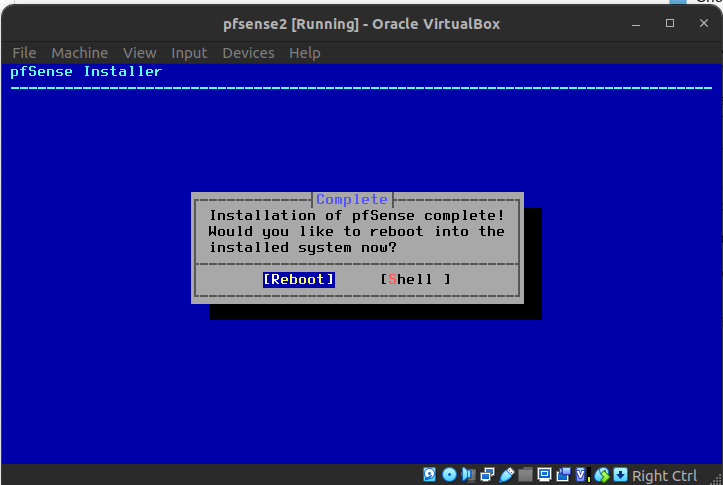 pfsense2 [Running] - Oracle VirtualBox
File Machine View Input Devices Help
pfSense Installer
Complete
Installation of pfSense complete!
Would you like to reboot into the
installed system now?
[Reboot] [Shell ]
Right Ctrl